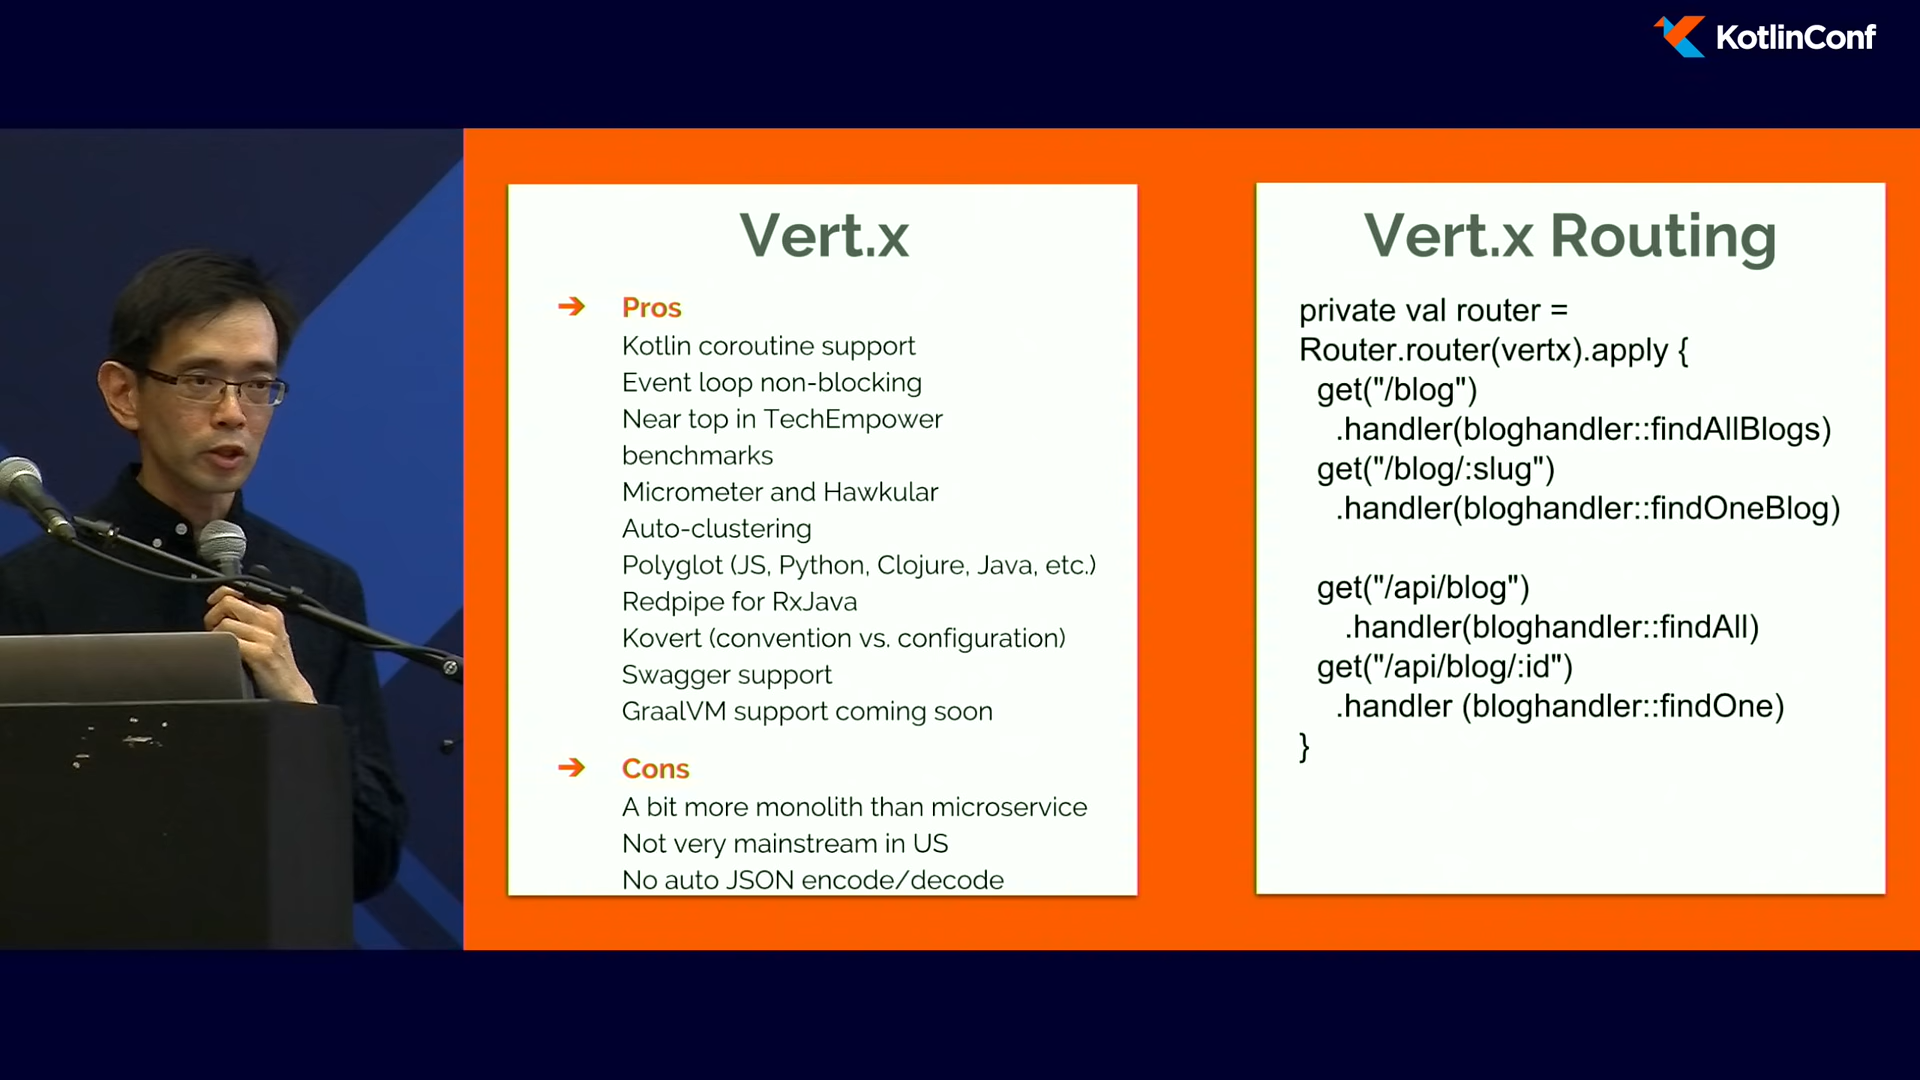 KotlinConf
Vert.x
Pros
Kotlin coroutine support
Event loop non-blocking
Near top in TechEmpower
benchmarks
Micrometer and Hawkular
Auto-clustering
Polyglot (JS, Python, Clojure, Java, etc.)
Redpipe for RxJava
Kovert (convention vs. configuration)
Swagger support
GraalVM support coming soon
Cons
A bit more monolith than microservice
Not very mainstream in US
No auto JSON encode/decode
Vert.x Routing
private val router =
Router.router(vertx).apply {
get("/blog")
.handler(bloghandler::findAllBlogs)
get("/blog/:slug")
.handler(bloghandler::findOneBlog)
get("/api/blog")
.handler(bloghandler::findAll)
get("/api/blog/:id")
.handler (bloghandler::findOne)
}